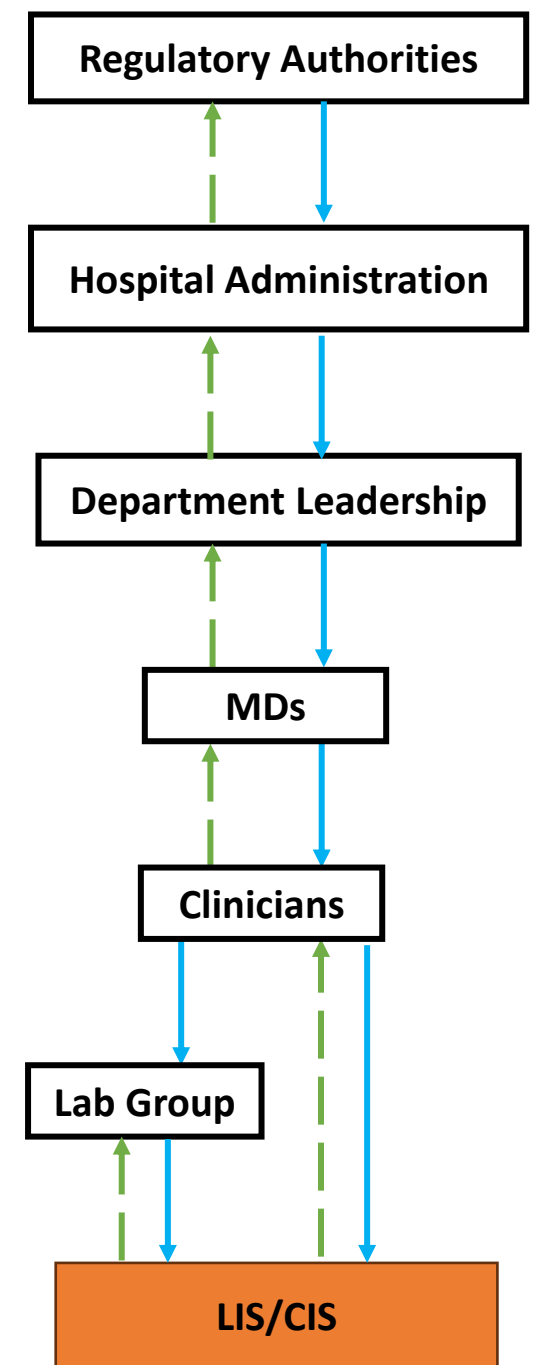 Regulatory Authorities
Hospital Administration
Department Leadership
MDs
Clinicians
Lab Group
LIS/CIS